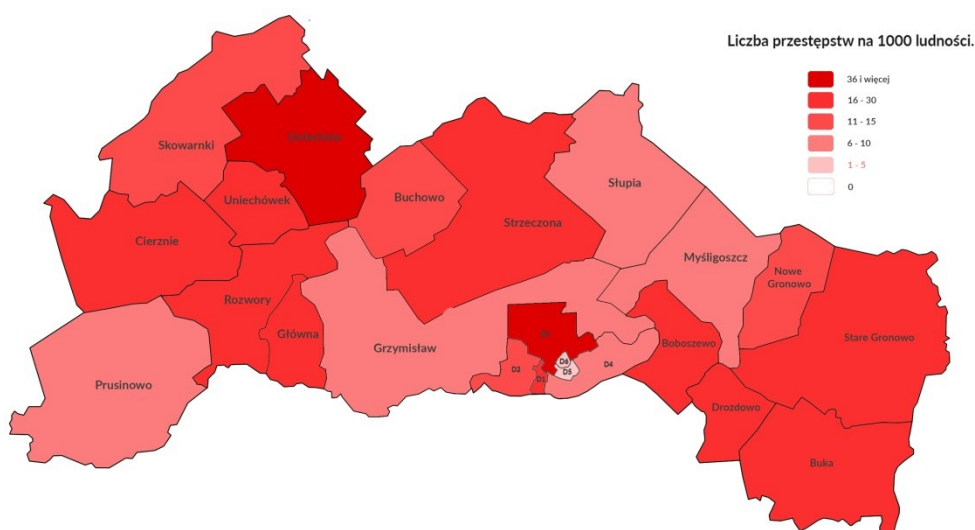 Liczba przestępstw na 1000 ludności.
36 i więcej
16 - 30
11 - 15
6 - 10
1 - 5
0
Skowarnki
Uniechówek
Buchowo
Słupia
Strzeczona
Cierznie
Myśligoszcz
Nowe
Gronowo
Rozwory
Główna
Stare Gronowo
Boboszewo
Grzymisław
D6
D4
D2
D5
D1
Prusinowo
Drozdowo
Buka